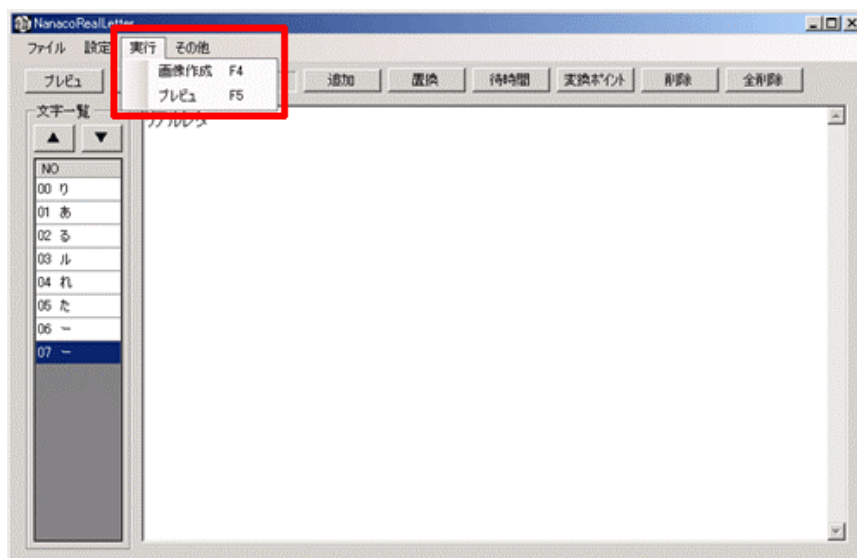 NanacoRealLetter
ファイル 設定 実行 その他
画像作成 F4
プレビュ F5
プレビュ 追加 置換 待時間 変換ポイント 削除 全削除
文字一覧
▲ ▼
NO
00 り
01 あ
02 る
03 ル
04 れ
05 た
06 ー
07 ー